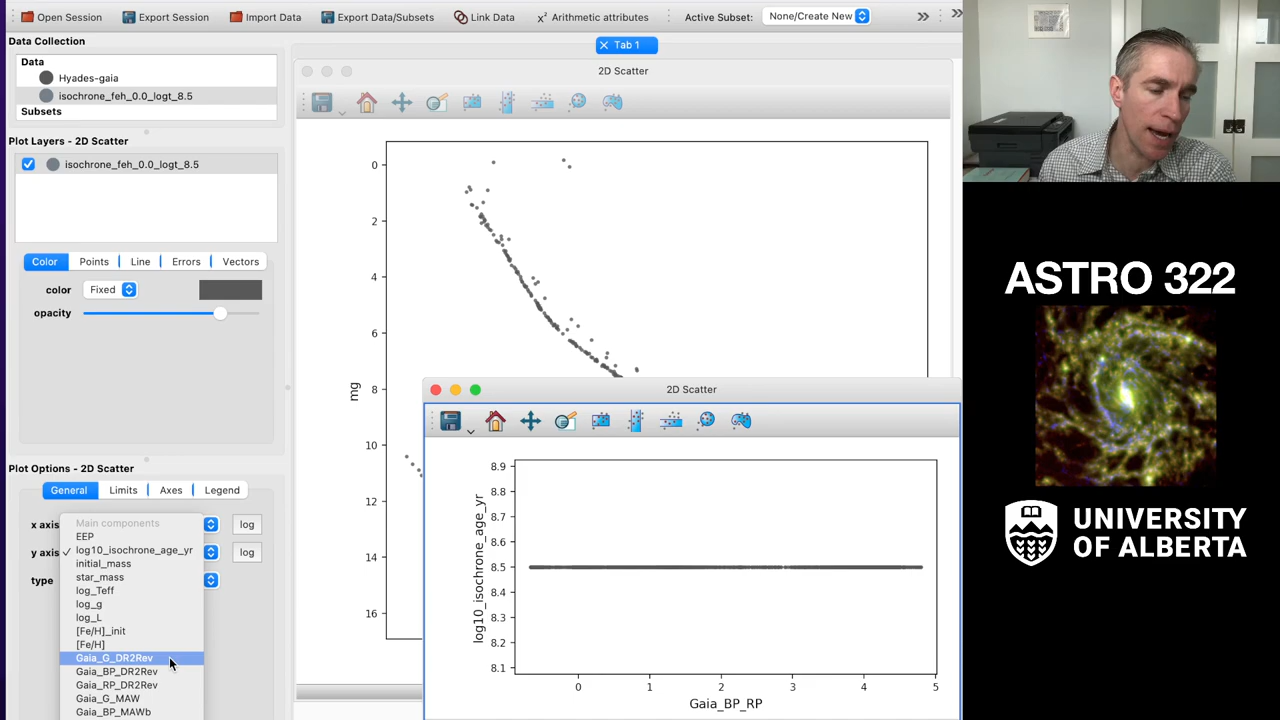 Open Session
Export Session
Import Data
Export Data/Subsets
Link Data
x² Arithmetic attributes
Active Subset:
None/Create New
»
»
Data Collection
Data
Hyades-gaia
isochrone_feh_0.0_logt_8.5
Subsets
Plot Layers - 2D Scatter
isochrone_feh_0.0_logt_8.5
Color
Points
Line
Errors
Vectors
color
Fixed
opacity
Plot Options - 2D Scatter
General
Limits
Axes
Legend
x axis
log
y axis
log
type
Main components
EEP
✓ log10_isochrone_age_yr
initial_mass
star_mass
log_Teff
log_g
log_L
[Fe/H]_init
[Fe/H]
Gaia_G_DR2Rev
Gaia_BP_DR2Rev
Gaia_RP_DR2Rev
Gaia_G_MAW
Gaia_BP_MAWb
× Tab 1
2D Scatter
0
2
4
6
8
10
12
14
16
mg
2D Scatter
8.9
8.8
8.7
8.6
8.5
8.4
8.3
8.2
8.1
log10_isochrone_age_yr
0
1
2
3
4
5
Gaia_BP_RP
ASTRO 322
UNIVERSITY
OF ALBERTA